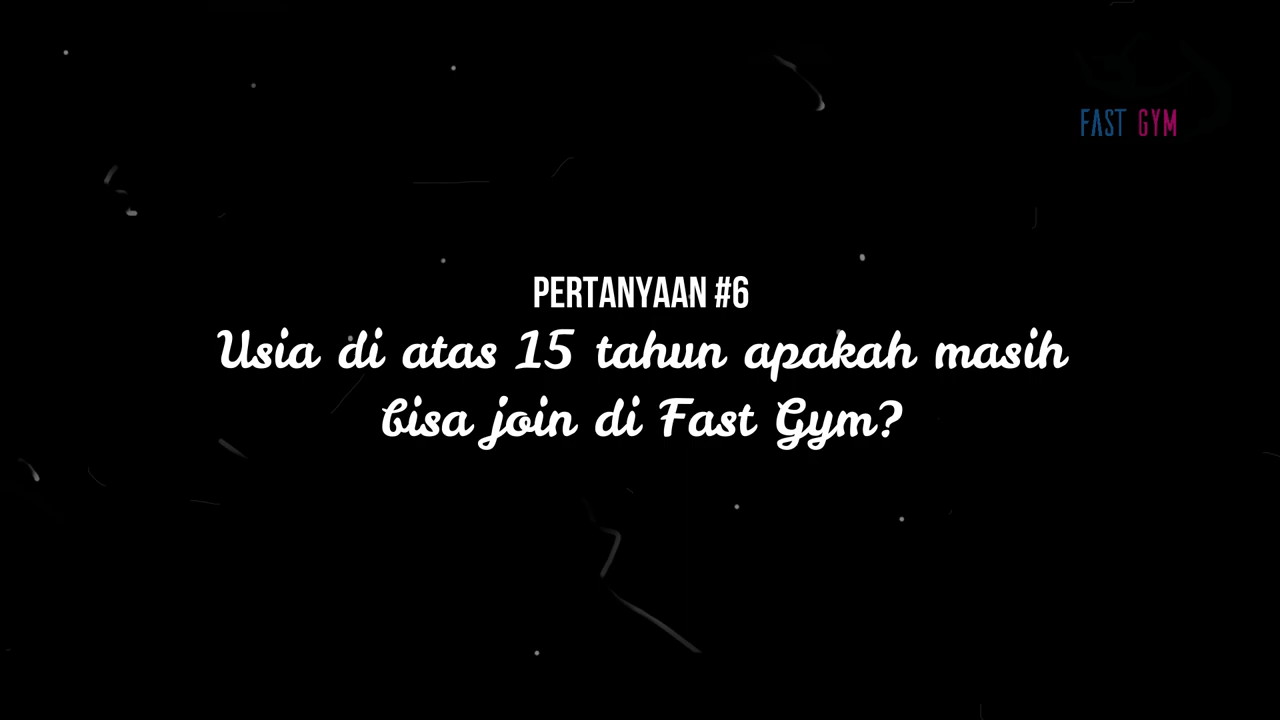 FAST GYM
PERTANYAAN #6
Usia di atas 15 tahun apakah masih
bisa join di Fast Gym?